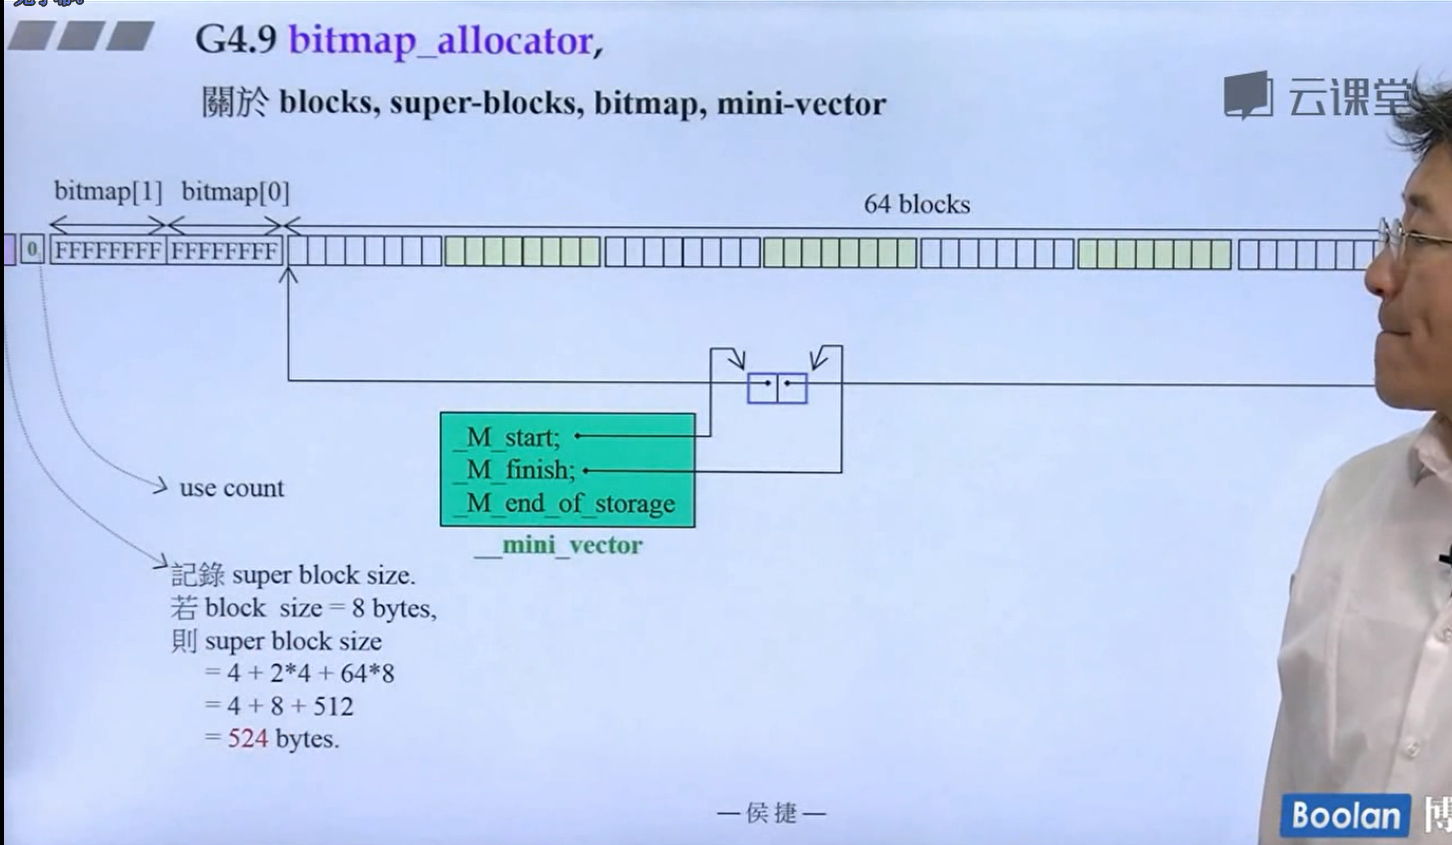 G4.9 bitmap_allocator,
關於 blocks, super-blocks, bitmap, mini-vector
云课堂
bitmap[1] bitmap[0]
64 blocks
0 FFFFFFFF FFFFFFFF
_M_start;
_M_finish;
_M_end_of_storage
__mini_vector
use count
記錄 super block size.
若 block size = 8 bytes,
則 super block size
= 4 + 2*4 + 64*8
= 4 + 8 + 512
= 524 bytes.
—侯捷—
Boolan 博